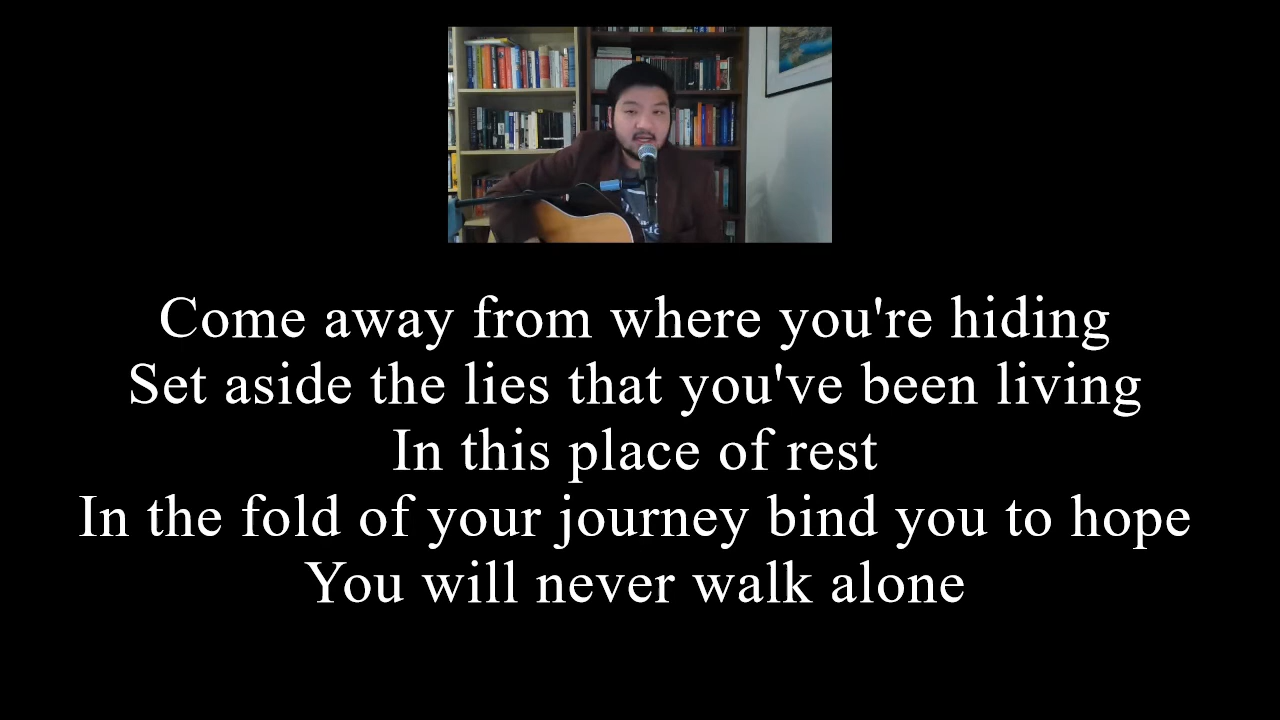 Come away from where you're hiding
Set aside the lies that you've been living
In this place of rest
In the fold of your journey bind you to hope
You will never walk alone